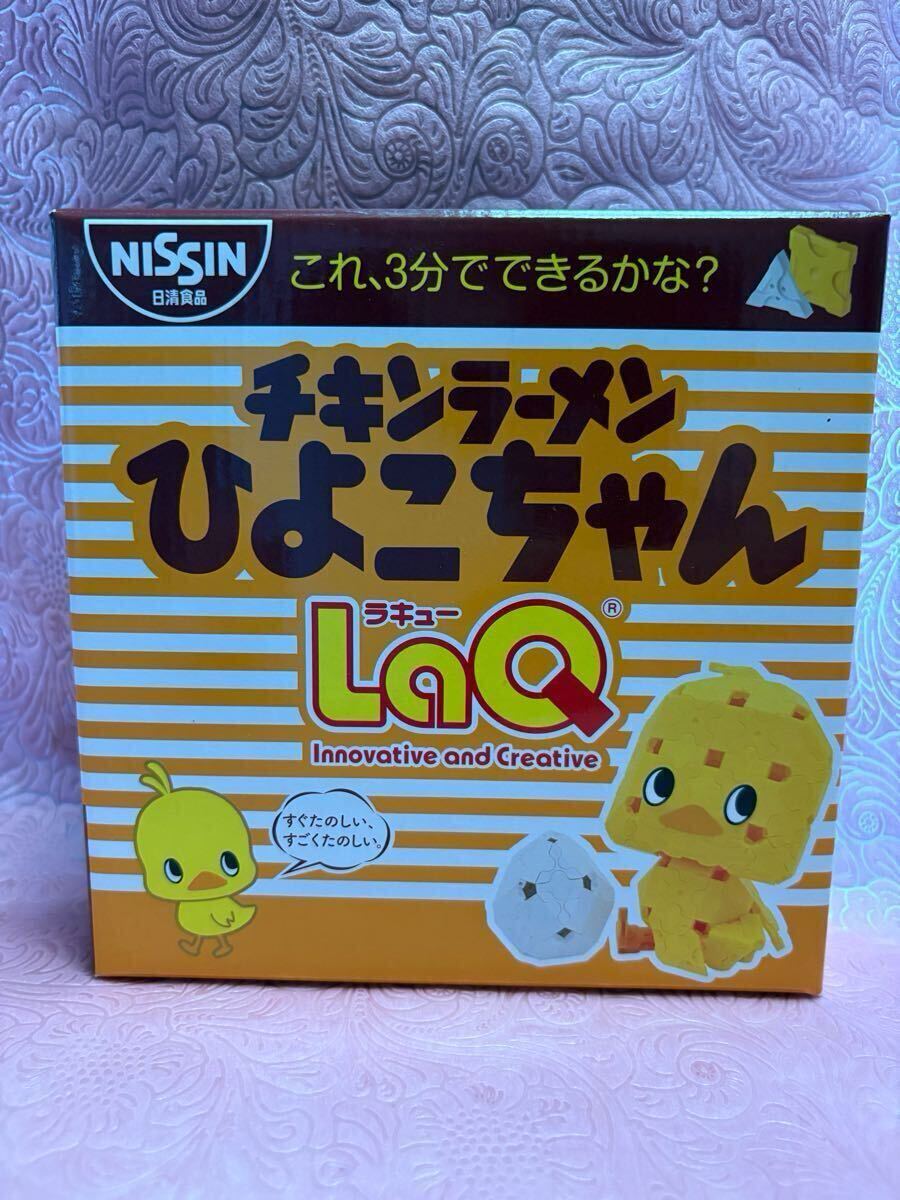 NISSIN
日清食品
これ、3分でできるかな?
チキンラーメン
ひよこちゃん
ラキュー
LaQ®
Innovative and Creative
すぐたのしい、
すごくたのしい。